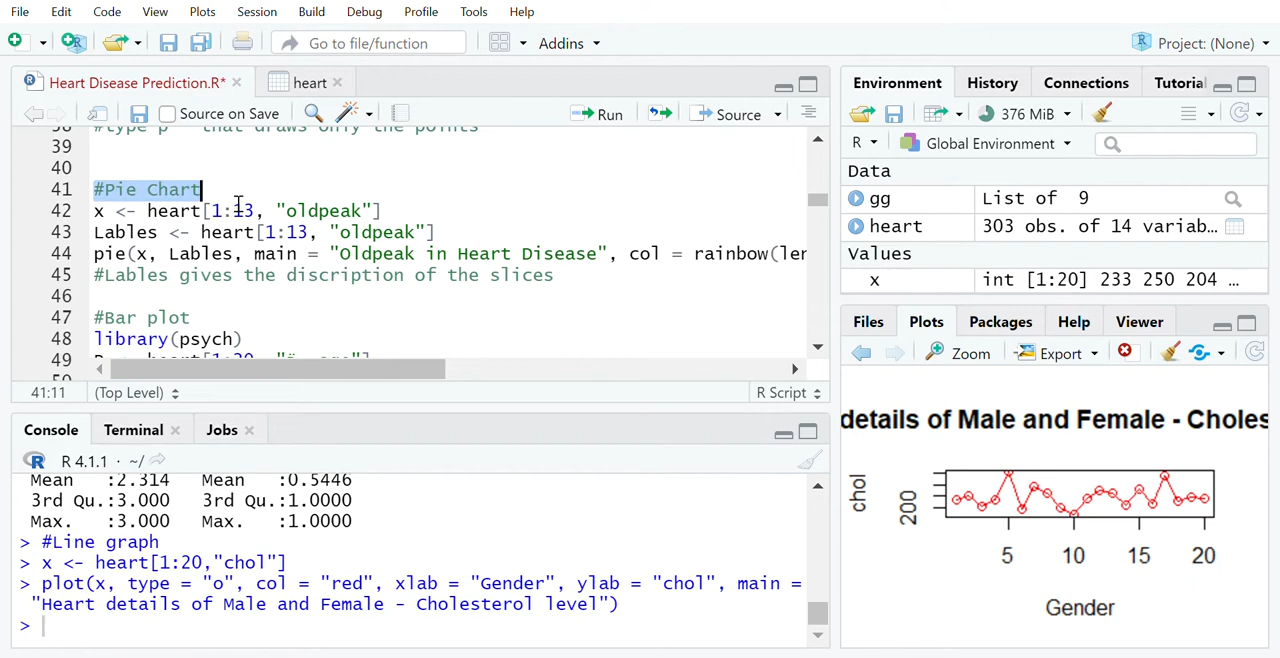 File Edit Code View Plots Session Build Debug Profile Tools Help
Go to file/function Addins Project: (None)
Heart Disease Prediction.R* heart
Source on Save Run Source
39
40
41 #Pie Chart
42 x <- heart[1:13, "oldpeak"]
43 Lables <- heart[1:13, "oldpeak"]
44 pie(x, Lables, main = "Oldpeak in Heart Disease", col = rainbow(ler
45 #Lables gives the discription of the slices
46
47 #Bar plot
48 library(psych)
49
41:11 (Top Level) R Script
Console Terminal Jobs
R 4.1.1 · ~/
Mean :2.314 Mean :0.5446
3rd Qu.:3.000 3rd Qu.:1.0000
Max. :3.000 Max. :1.0000
> #Line graph
> x <- heart[1:20,"chol"]
> plot(x, type = "o", col = "red", xlab = "Gender", ylab = "chol", main =
"Heart details of Male and Female - Cholesterol level")
>
Environment History Connections Tutorial
376 MiB
R Global Environment
Data
gg List of 9
heart 303 obs. of 14 variab...
Values
x int [1:20] 233 250 204 ...
Files Plots Packages Help Viewer
Zoom Export
details of Male and Female - Choles
chol
200
5 10 15 20
Gender